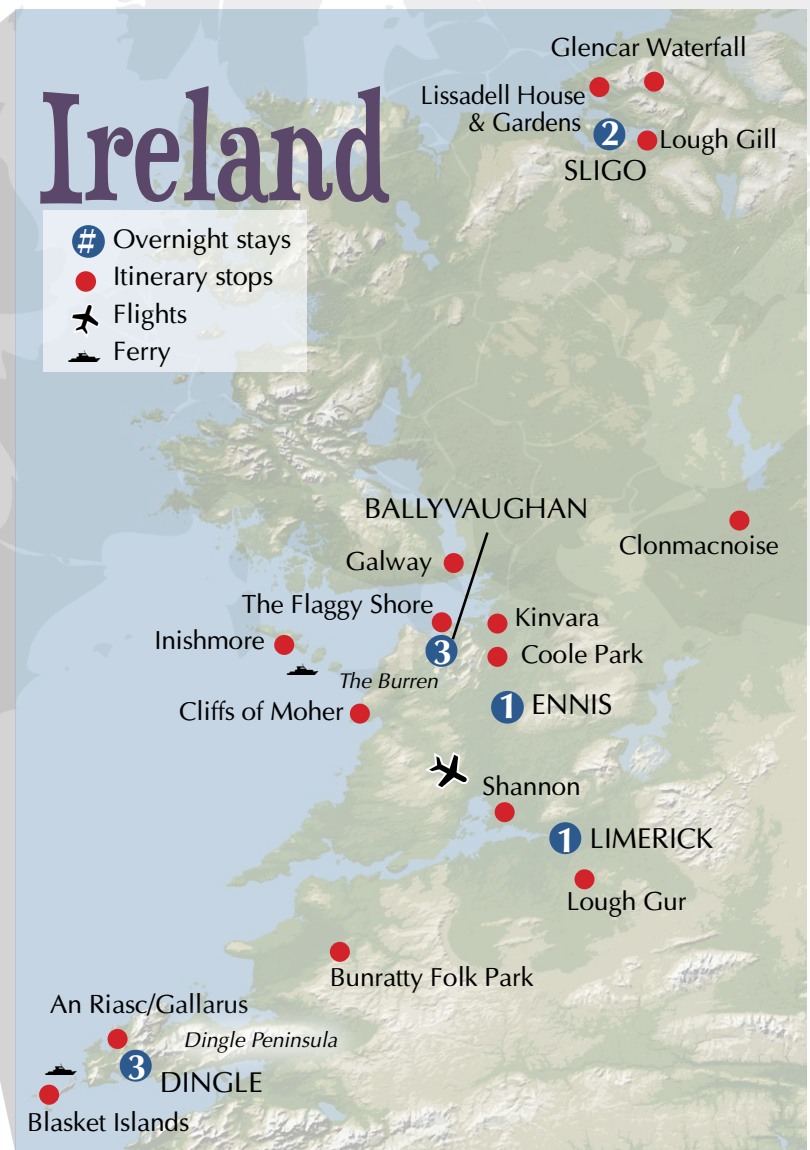 Ireland
# Overnight stays
Itinerary stops
Flights
Ferry
Glencar Waterfall
Lissadell House
& Gardens
2
Lough Gill
SLIGO
BALLYVAUGHAN
Clonmacnoise
Galway
The Flaggy Shore
Kinvara
Inishmore
3
Coole Park
The Burren
Cliffs of Moher
1 ENNIS
Shannon
1 LIMERICK
Lough Gur
Bunratty Folk Park
An Riasc/Gallarus
Dingle Peninsula
3
DINGLE
Blasket Islands